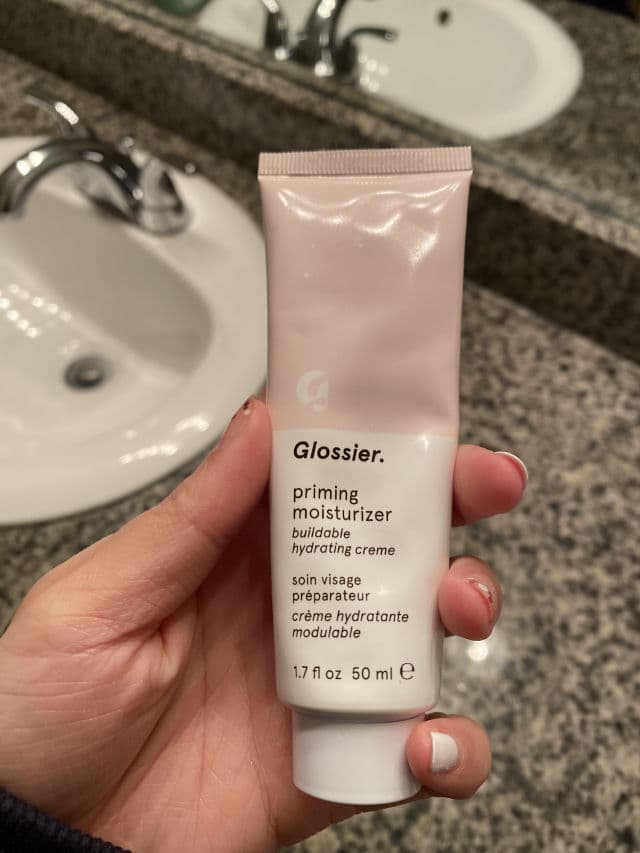 G
Glossier.
priming
moisturizer
buildable
hydrating creme
soin visage
préparateur
crème hydratante
modulable
1.7 fl oz 50 ml ℮